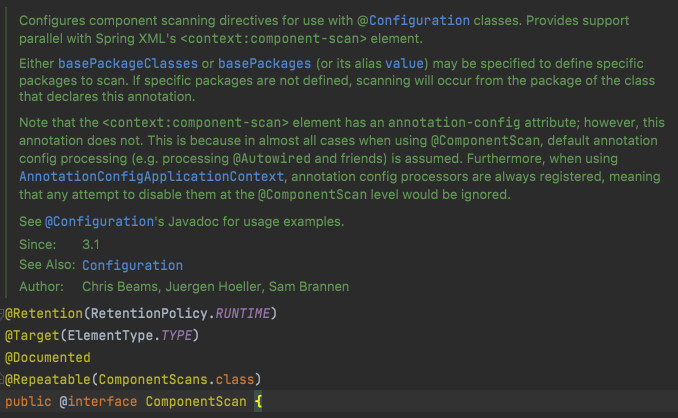 Configures component scanning directives for use with @Configuration classes. Provides support
parallel with Spring XML's <context:component-scan> element.
Either basePackageClasses or basePackages (or its alias value) may be specified to define specific
packages to scan. If specific packages are not defined, scanning will occur from the package of the class
that declares this annotation.
Note that the <context:component-scan> element has an annotation-config attribute; however, this
annotation does not. This is because in almost all cases when using @ComponentScan, default annotation
config processing (e.g. processing @Autowired and friends) is assumed. Furthermore, when using
AnnotationConfigApplicationContext, annotation config processors are always registered, meaning
that any attempt to disable them at the @ComponentScan level would be ignored.
See @Configuration's Javadoc for usage examples.
Since: 3.1
See Also: Configuration
Author: Chris Beams, Juergen Hoeller, Sam Brannen
@Retention(RetentionPolicy.RUNTIME)
@Target(ElementType.TYPE)
@Documented
@Repeatable(ComponentScans.class)
public @interface ComponentScan {